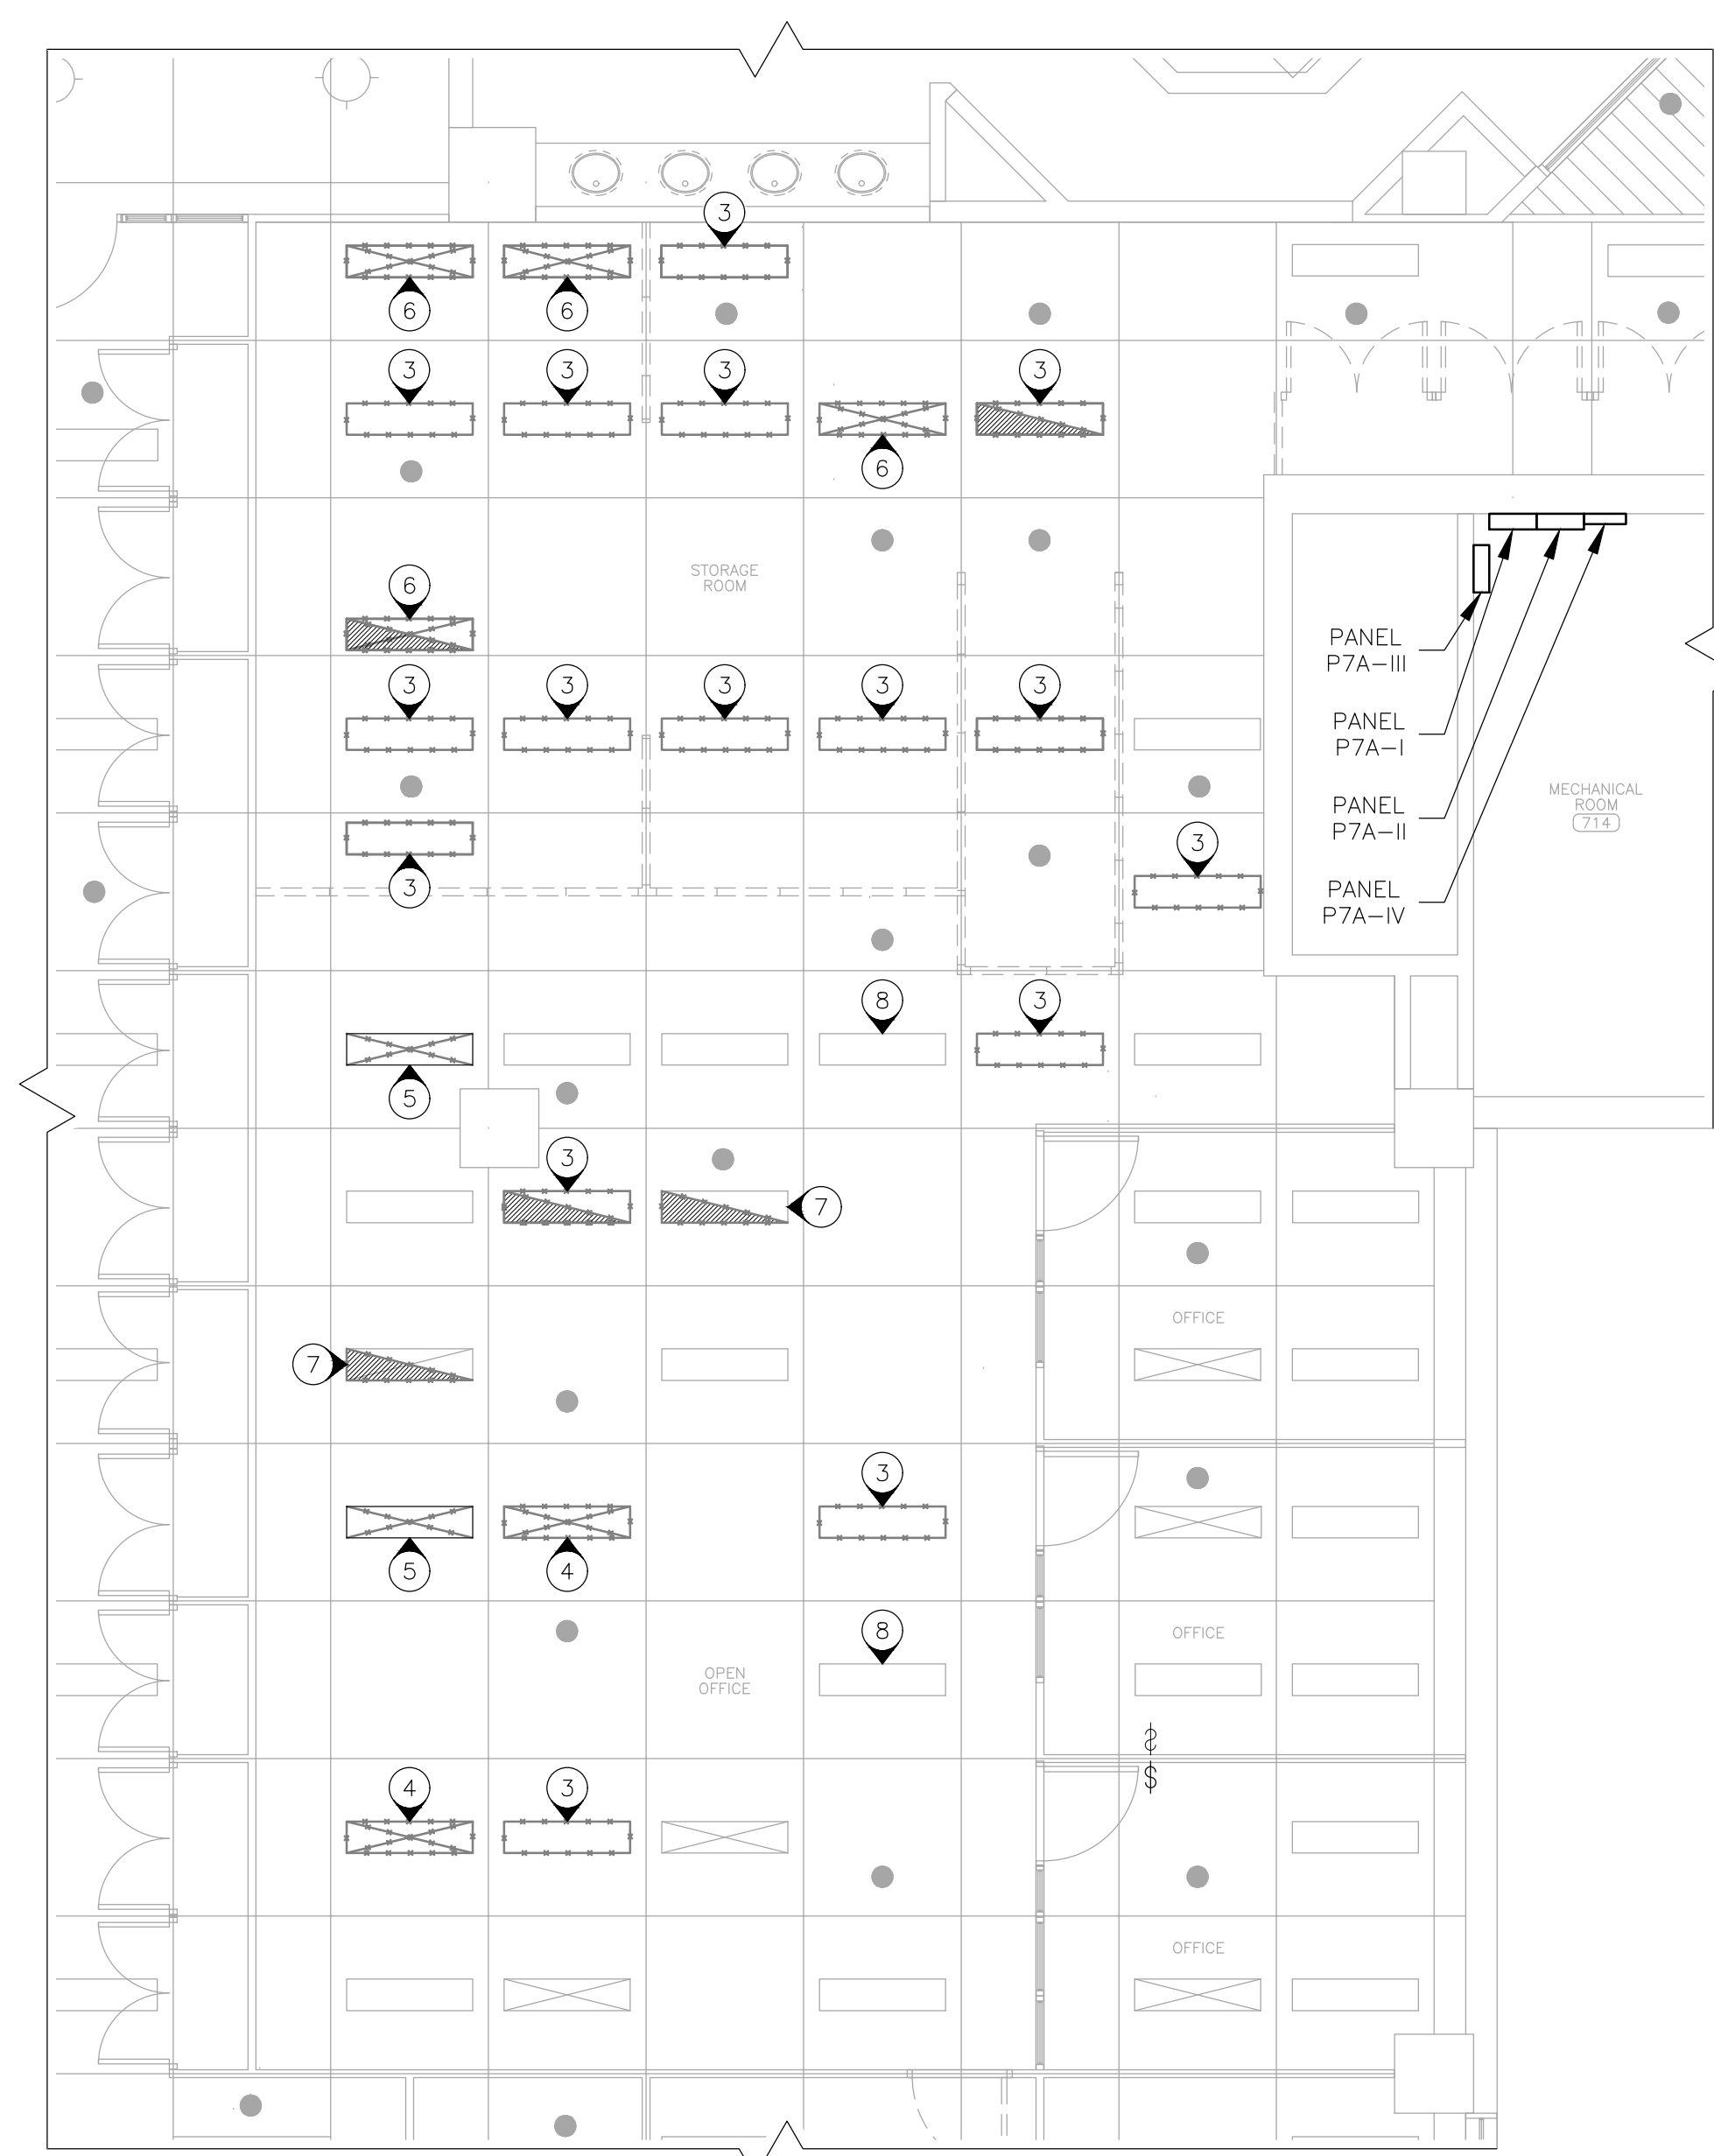 3
6
6
3
3
3
3
6
6
STORAGE
ROOM
PANEL
P7A-III
3
3
3
3
3
PANEL
P7A-I
MECHANICAL
ROOM
714
PANEL
P7A-II
3
3
PANEL
P7A-IV
8
3
5
3
7
OFFICE
7
3
5
4
8
OFFICE
OPEN
OFFICE
$
$
4
3
OFFICE